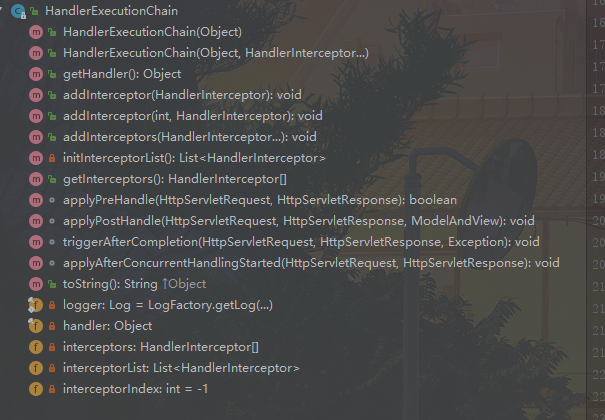 HandlerExecutionChain
HandlerExecutionChain(Object)
HandlerExecutionChain(Object, HandlerInterceptor...)
getHandler(): Object
addInterceptor(HandlerInterceptor): void
addInterceptor(int, HandlerInterceptor): void
addInterceptors(HandlerInterceptor...): void
initInterceptorList(): List<HandlerInterceptor>
getInterceptors(): HandlerInterceptor[]
applyPreHandle(HttpServletRequest, HttpServletResponse): boolean
applyPostHandle(HttpServletRequest, HttpServletResponse, ModelAndView): void
triggerAfterCompletion(HttpServletRequest, HttpServletResponse, Exception): void
applyAfterConcurrentHandlingStarted(HttpServletRequest, HttpServletResponse): void
toString(): String ↑Object
logger: Log = LogFactory.getLog(...)
handler: Object
interceptors: HandlerInterceptor[]
interceptorList: List<HandlerInterceptor>
interceptorIndex: int = -1